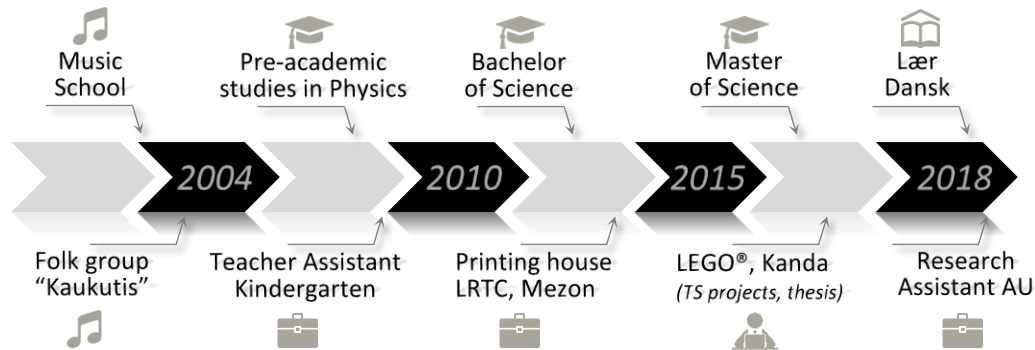 Music
School
Pre-academic
studies in Physics
Bachelor
of Science
Master
of Science
Lær
Dansk
2004
2010
2015
2018
Folk group
“Kaukutis”
Teacher Assistant
Kindergarten
Printing house
LRTC, Mezon
LEGO®, Kanda
(TS projects, thesis)
Research
Assistant AU